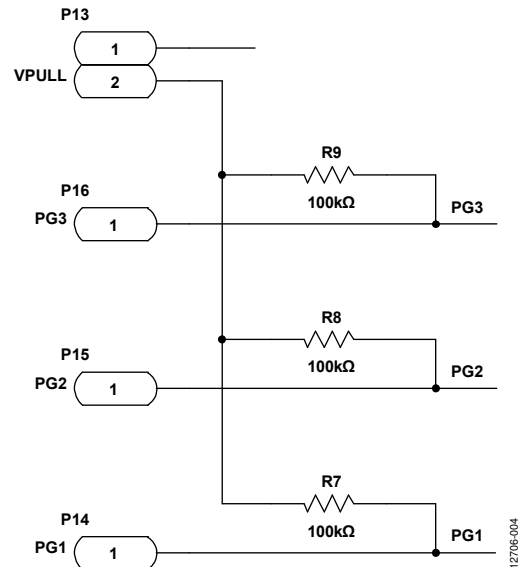 P13
1
VPULL
2
R9
100kΩ
P16
PG3
1
PG3
R8
100kΩ
P15
PG2
1
PG2
R7
100kΩ
P14
PG1
1
PG1
12706-004